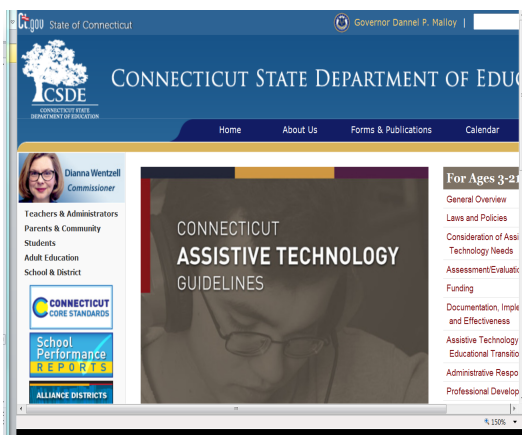 Ct.gov State of Connecticut
Governor Dannel P. Malloy |
CSDE
CONNECTICUT STATE
DEPARTMENT OF EDUCATION
CONNECTICUT STATE DEPARTMENT OF EDUC
Home About Us Forms & Publications Calendar
Dianna Wentzell
Commissioner
Teachers & Administrators
Parents & Community
Students
Adult Education
School & District
CONNECTICUT
CORE STANDARDS
School
Performance
REPORTS
ALLIANCE DISTRICTS
CONNECTICUT
ASSISTIVE TECHNOLOGY
GUIDELINES
For Ages 3-21
General Overview
Laws and Policies
Consideration of Assi
Technology Needs
Assessment/Evaluatio
Funding
Documentation, Imple
and Effectiveness
Assistive Technology
Educational Transitio
Administrative Respo
Professional Develop
150%